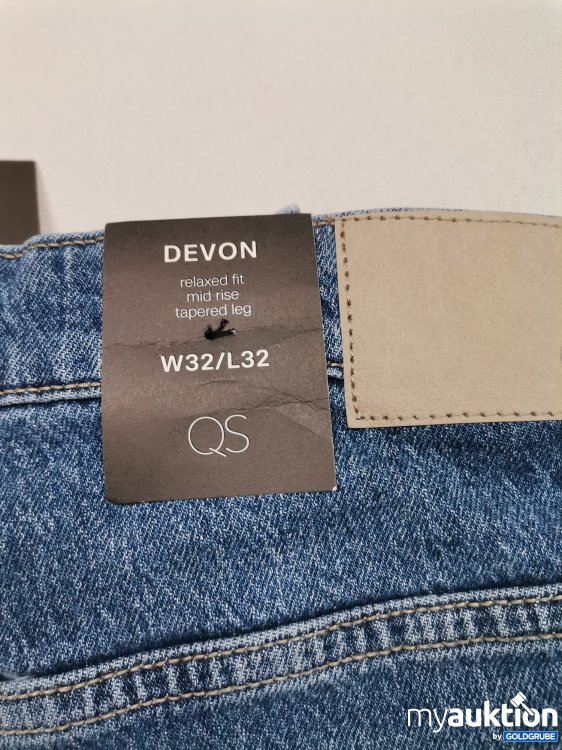 DEVON
relaxed fit
mid rise
tapered leg
W32/L32
QS
myauktion
by GOLDGRUBE